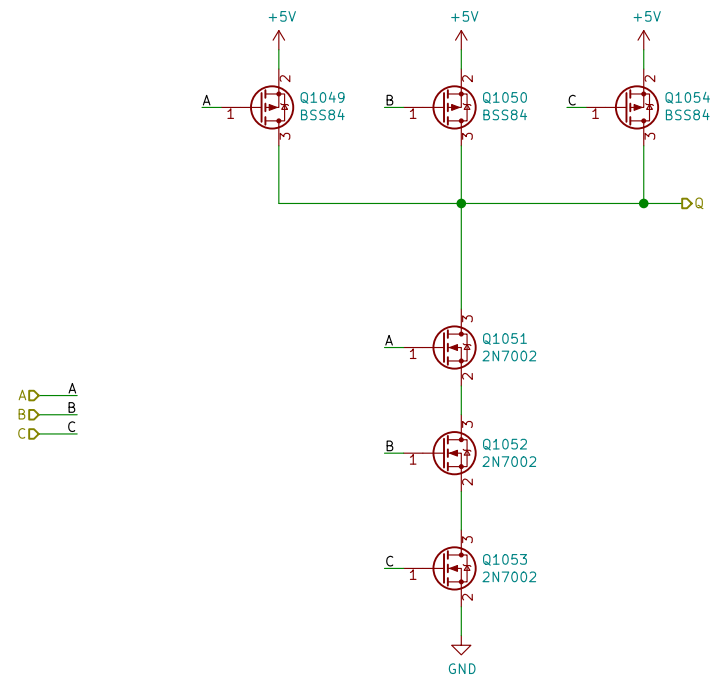 +5V
+5V
+5V
2
2
2
A
1
Q1049
BSS84
B
1
Q1050
BSS84
C
1
Q1054
BSS84
3
3
3
Q
3
A
1
Q1051
2N7002
2
A
A
B
B
C
C
3
B
1
Q1052
2N7002
2
3
C
1
Q1053
2N7002
2
GND